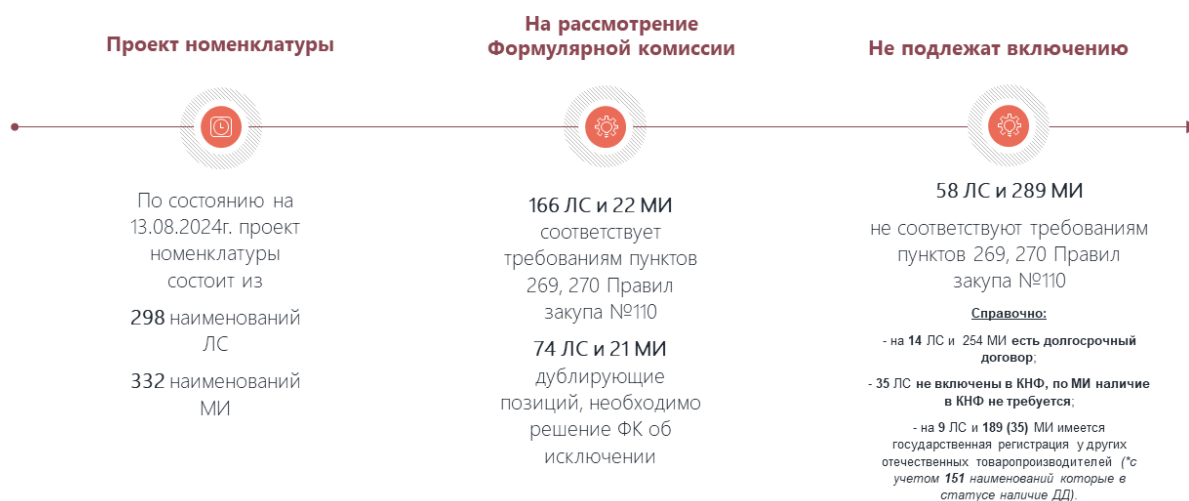 Проект номенклатуры
По состоянию на
13.08.2024г. проект
номенклатуры
состоит из
298 наименований
ЛС
332 наименований
МИ
На рассмотрение
Формулярной комиссии
166 ЛС и 22 МИ
соответствует
требованиям пунктов
269, 270 Правил
закупа №110
74 ЛС и 21 МИ
дублирующие
позиций, необходимо
решение ФК об
исключении
Не подлежат включению
58 ЛС и 289 МИ
не соответствуют требованиям
пунктов 269, 270 Правил
закупа №110
Справочно:
- на 14 ЛС и 254 МИ есть долгосрочный
договор;
- 35 ЛС не включены в КНФ, по МИ наличие
в КНФ не требуется;
- на 9 ЛС и 189 (35) МИ имеется
государственная регистрация у других
отечественных товаропроизводителей (*с
учетом 151 наименований которые в
статусе наличие ДД).